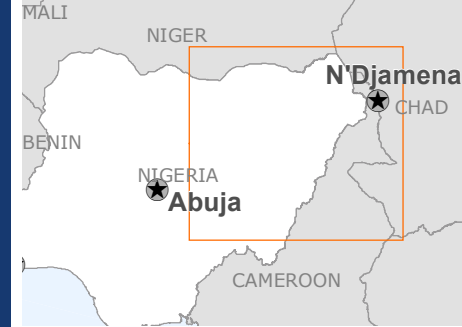 MALI
NIGER
N'Djamena
CHAD
BENIN
NIGERIA
Abuja
CAMEROON